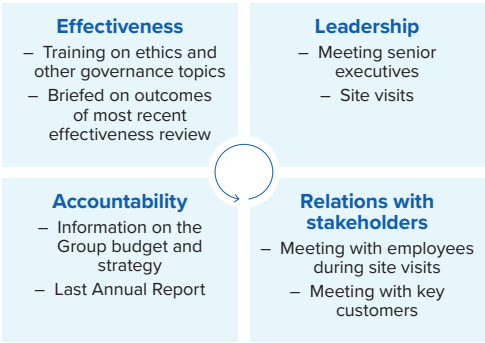 Effectiveness
– Training on ethics and
other governance topics
– Briefed on outcomes
of most recent
effectiveness review
Leadership
– Meeting senior
executives
– Site visits
Accountability
– Information on the
Group budget and
strategy
– Last Annual Report
Relations with
stakeholders
– Meeting with employees
during site visits
– Meeting with key
customers